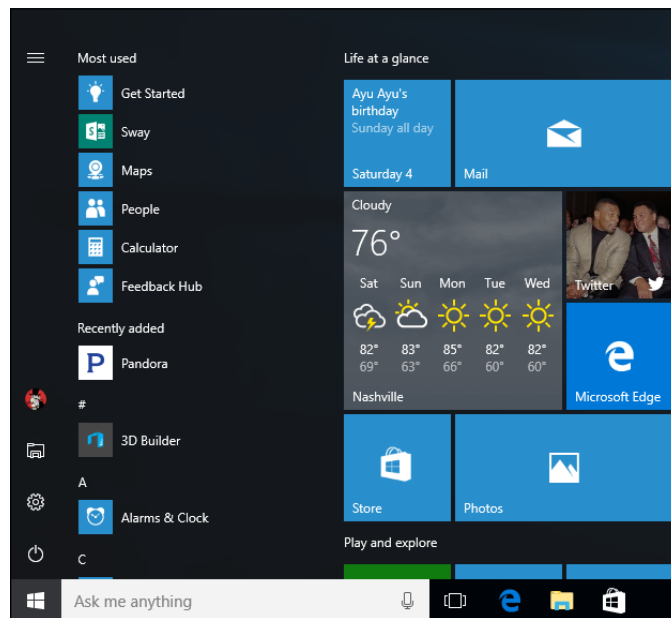 Most used
Get Started
Sway
Maps
People
Calculator
Feedback Hub
Recently added
Pandora
#
3D Builder
A
Alarms & Clock
C
Life at a glance
Ayu Ayu's
birthday
Sunday all day
Saturday 4
Mail
Cloudy
76°
Sat Sun Mon Tue Wed
82° 83° 85° 82° 82°
69° 63° 66° 60° 60°
Nashville
Twitter
Microsoft Edge
Store
Photos
Play and explore
Ask me anything